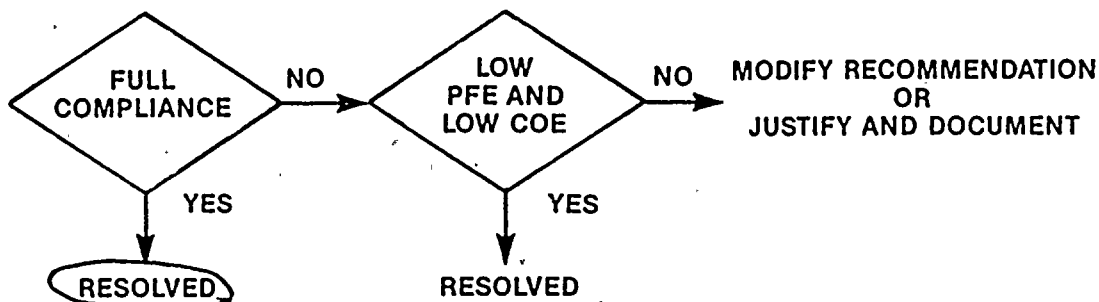 FULL
COMPLIANCE
NO
LOW
PFE AND
LOW COE
NO
MODIFY RECOMMENDATION
OR
JUSTIFY AND DOCUMENT
YES
YES
RESOLVED
RESOLVED